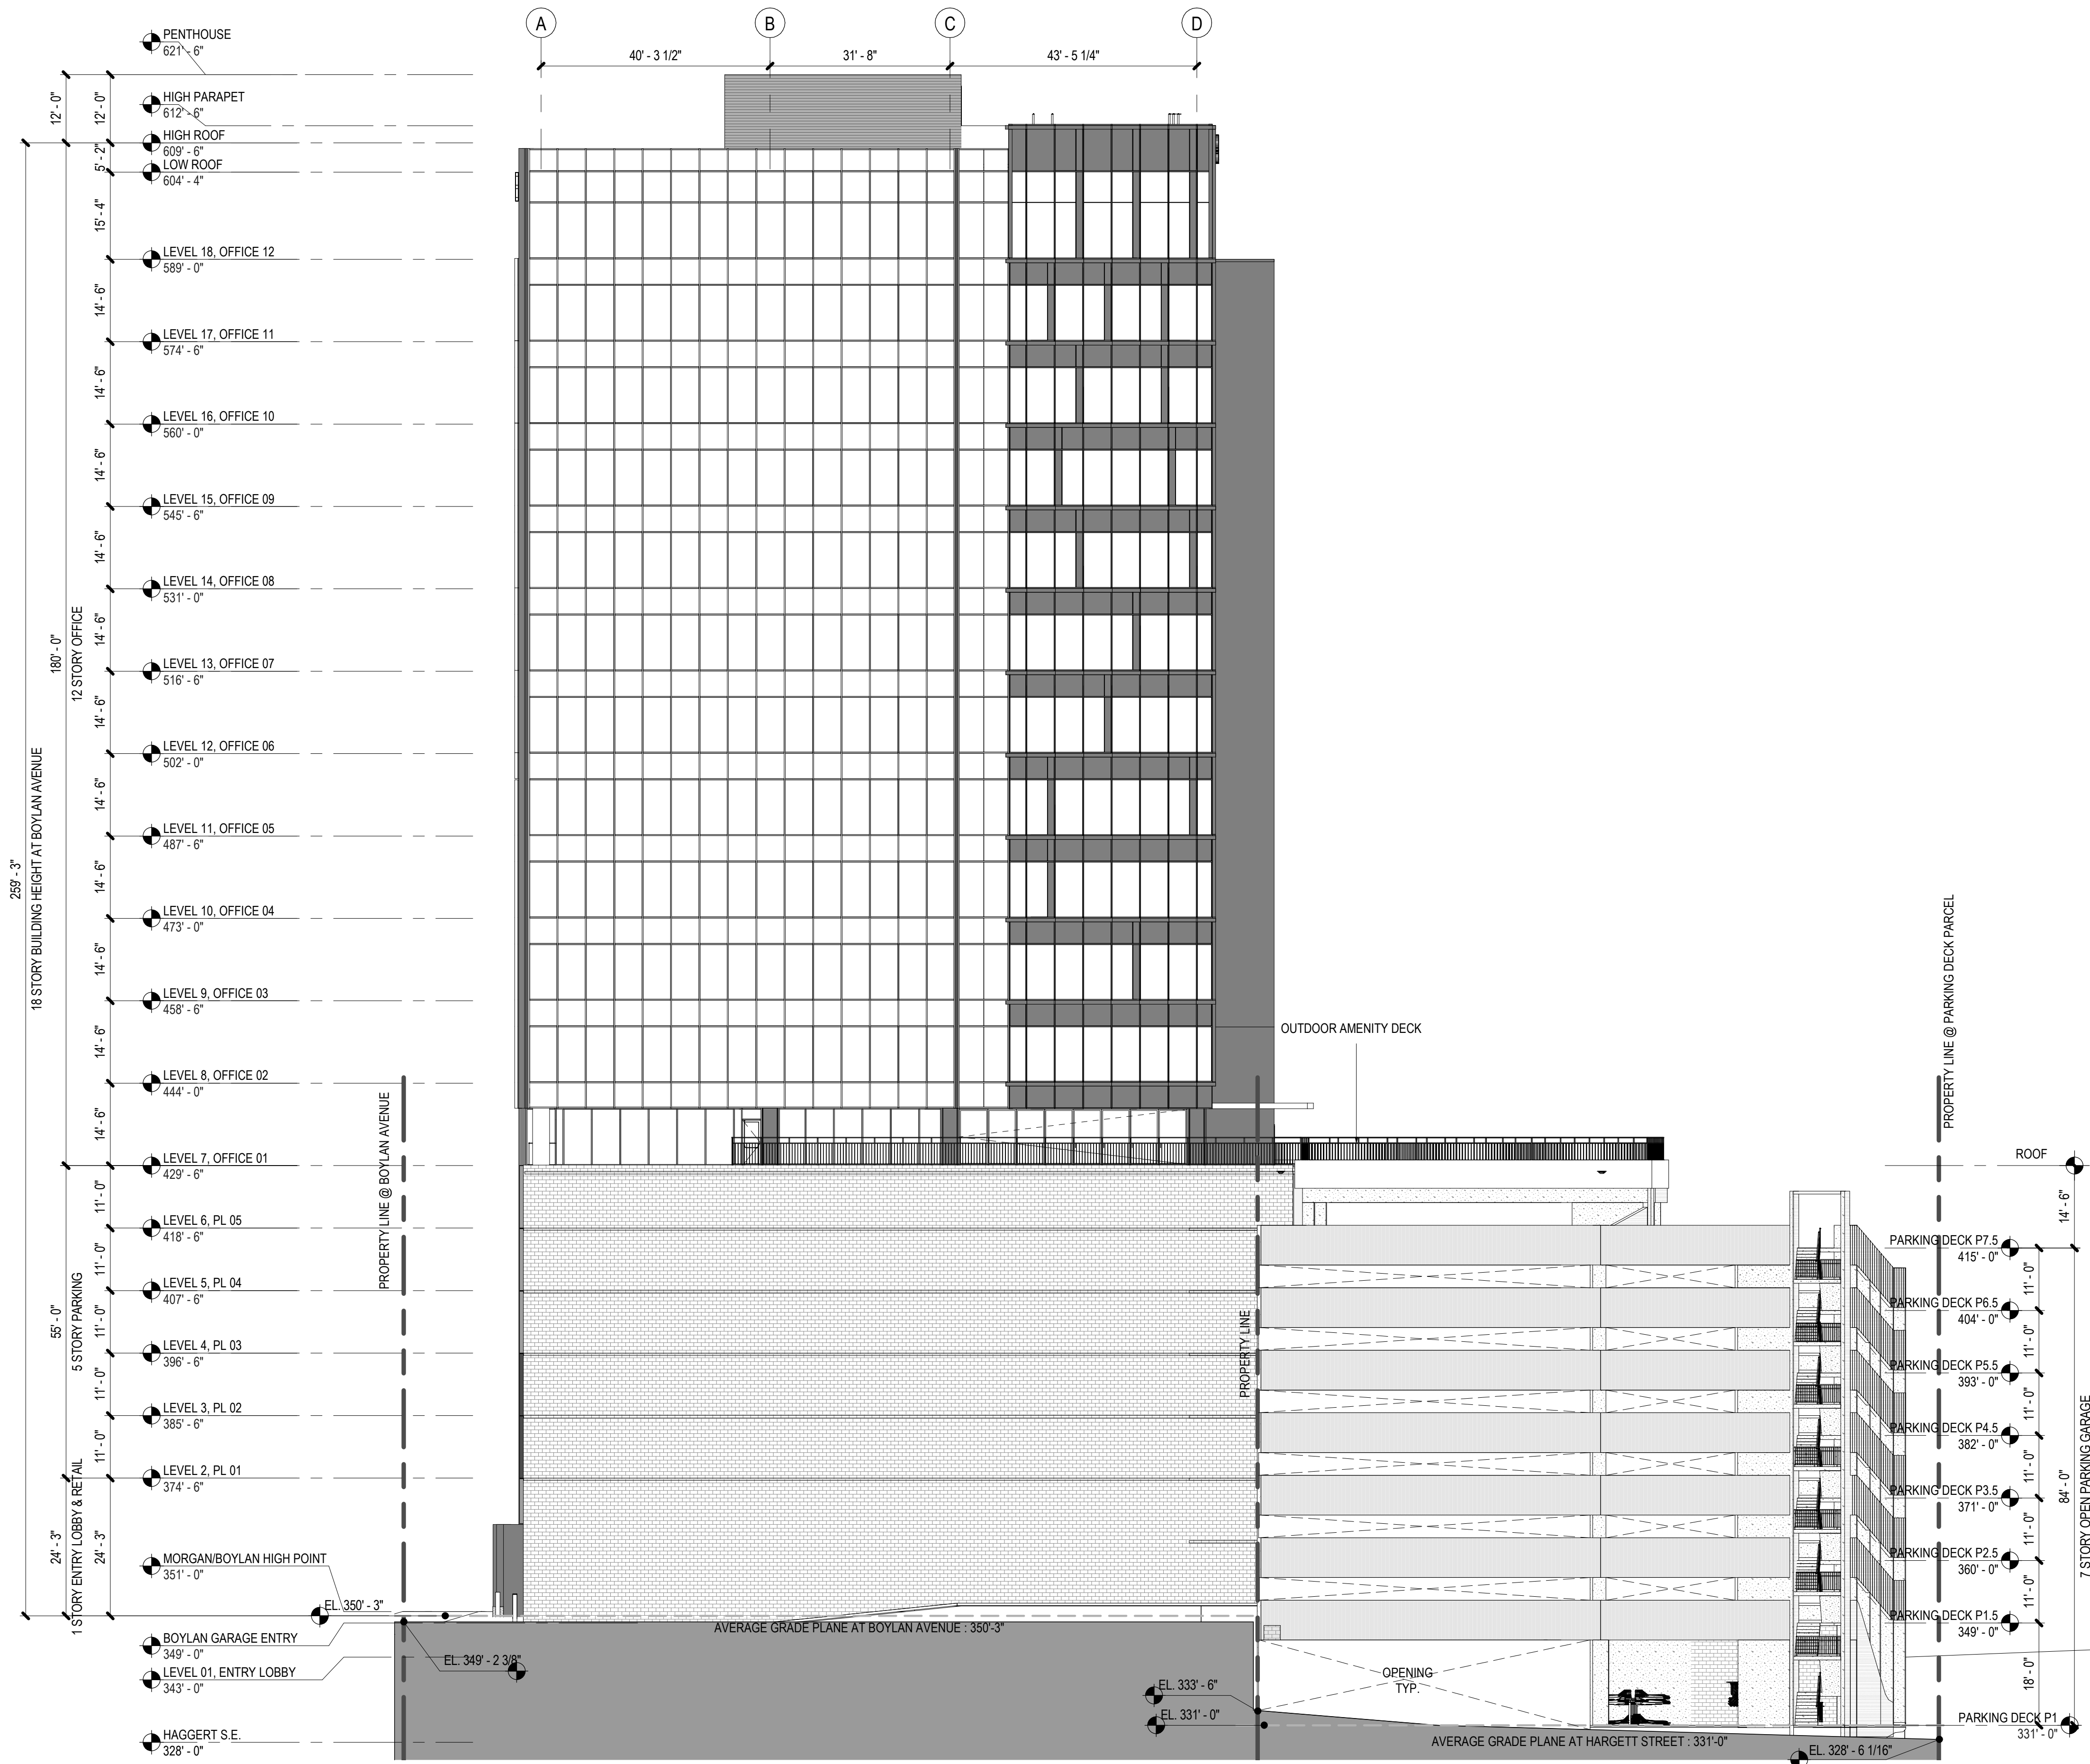 A
B
C
D
40' - 3 1/2"
31' - 8"
43' - 5 1/4"
PENTHOUSE
621' - 6"
HIGH PARAPET
612' - 6"
HIGH ROOF
609' - 6"
LOW ROOF
604' - 4"
LEVEL 18, OFFICE 12
589' - 0"
LEVEL 17, OFFICE 11
574' - 6"
LEVEL 16, OFFICE 10
560' - 0"
LEVEL 15, OFFICE 09
545' - 6"
LEVEL 14, OFFICE 08
531' - 0"
LEVEL 13, OFFICE 07
516' - 6"
LEVEL 12, OFFICE 06
502' - 0"
LEVEL 11, OFFICE 05
487' - 6"
LEVEL 10, OFFICE 04
473' - 0"
LEVEL 9, OFFICE 03
458' - 6"
LEVEL 8, OFFICE 02
444' - 0"
LEVEL 7, OFFICE 01
429' - 6"
LEVEL 6, PL 05
418' - 6"
LEVEL 5, PL 04
407' - 6"
LEVEL 4, PL 03
396' - 6"
LEVEL 3, PL 02
385' - 6"
LEVEL 2, PL 01
374' - 6"
MORGAN/BOYLAN HIGH POINT
351' - 0"
BOYLAN GARAGE ENTRY
349' - 0"
LEVEL 01, ENTRY LOBBY
343' - 0"
HAGGERT S.E.
328' - 0"
12' - 0"
12' - 0"
5' - 2"
15' - 4"
14' - 6"
14' - 6"
14' - 6"
14' - 6"
14' - 6"
14' - 6"
14' - 6"
14' - 6"
14' - 6"
14' - 6"
14' - 6"
11' - 0"
11' - 0"
11' - 0"
11' - 0"
11' - 0"
24' - 3"
180' - 0"
12 STORY OFFICE
55' - 0"
5 STORY PARKING
24' - 3"
1 STORY ENTRY LOBBY & RETAIL
259' - 3"
18 STORY BUILDING HEIGHT AT BOYLAN AVENUE
PROPERTY LINE @ BOYLAN AVENUE
PROPERTY LINE
PROPERTY LINE @ PARKING DECK PARCEL
OUTDOOR AMENITY DECK
EL. 350' - 3"
EL. 349' - 2 3/8"
AVERAGE GRADE PLANE AT BOYLAN AVENUE : 350'-3"
EL. 333' - 6"
EL. 331' - 0"
OPENING
TYP.
AVERAGE GRADE PLANE AT HARGETT STREET : 331'-0"
EL. 328' - 6 1/16"
ROOF
14' - 6"
PARKING DECK P7.5
415' - 0"
11' - 0"
PARKING DECK P6.5
404' - 0"
11' - 0"
PARKING DECK P5.5
393' - 0"
11' - 0"
PARKING DECK P4.5
382' - 0"
11' - 0"
PARKING DECK P3.5
371' - 0"
11' - 0"
PARKING DECK P2.5
360' - 0"
11' - 0"
PARKING DECK P1.5
349' - 0"
18' - 0"
PARKING DECK P1
331' - 0"
84' - 0"
7 STORY OPEN PARKING GARAGE